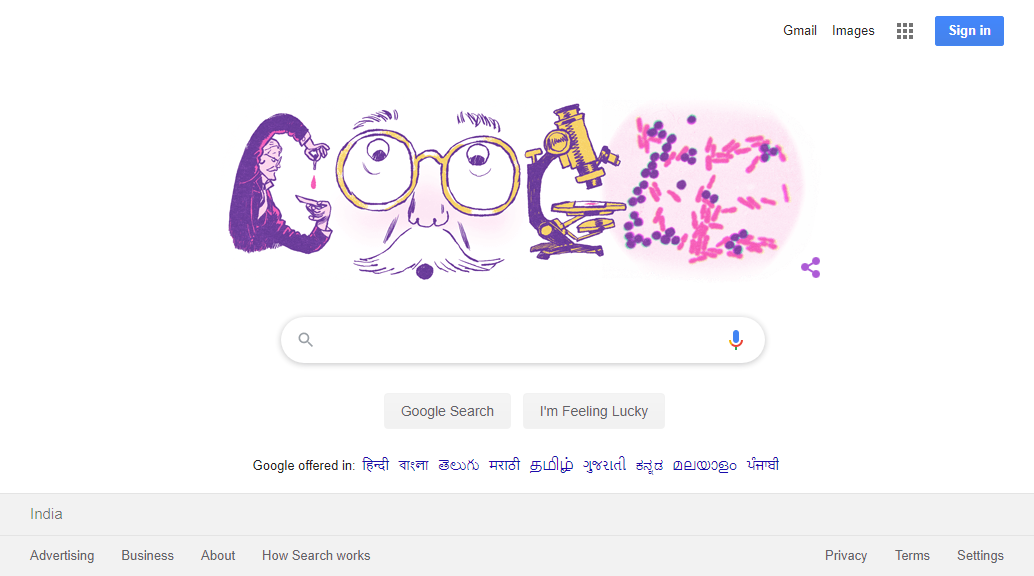 Gmail Images Sign in
Google Search I'm Feeling Lucky
Google offered in: हिन्दी বাংলা తెలుగు मराठी தமிழ் ગુજરાતી ಕನ್ನಡ മലയാളം ਪੰਜਾਬੀ
India
Advertising Business About How Search works Privacy Terms Settings